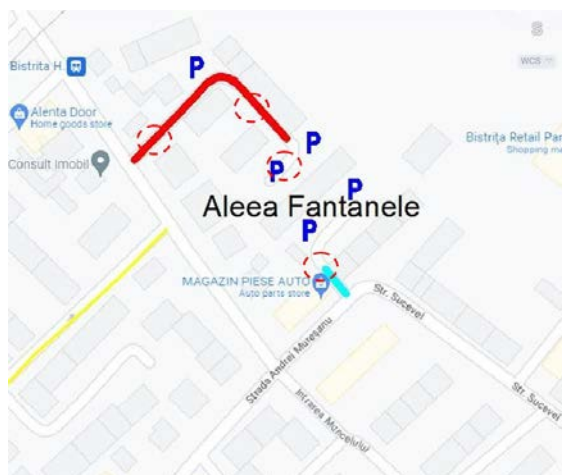 S
WCS
P
Bistrita H
Alenta Door
Home goods store
P
Bistrița Retail Par
Shopping ma
Consult Imobil
P
P
Aleea Fantanele
P
MAGAZIN PIESE AUTO
Auto parts store
Str. Sucevei
Strada Andrei Mureșanu
Str. Sucevei
Intrarea Muncelului